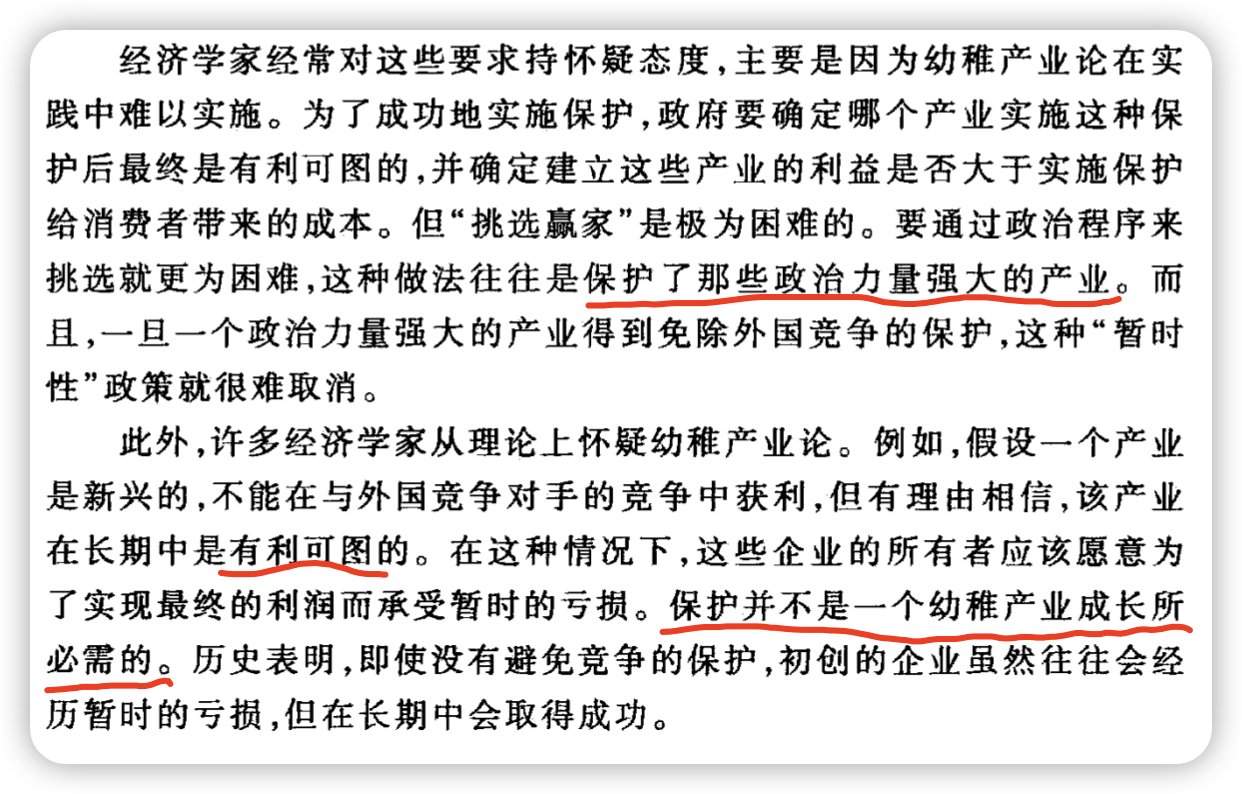 经济学家经常对这些要求持怀疑态度,主要是因为幼稚产业论在实
践中难以实施。为了成功地实施保护,政府要确定哪个产业实施这种保
护后最终是有利可图的,并确定建立这些产业的利益是否大于实施保护
给消费者带来的成本。但“挑选赢家”是极为困难的。要通过政治程序来
挑选就更为困难,这种做法往往是保护了那些政治力量强大的产业。而
且,一旦一个政治力量强大的产业得到免除外国竞争的保护,这种“暂时
性”政策就很难取消。
此外,许多经济学家从理论上怀疑幼稚产业论。例如,假设一个产业
是新兴的,不能在与外国竞争对手的竞争中获利,但有理由相信,该产业
在长期中是有利可图的。在这种情况下,这些企业的所有者应该愿意为
了实现最终的利润而承受暂时的亏损。保护并不是一个幼稚产业成长所
必需的。历史表明,即使没有避免竞争的保护,初创的企业虽然往往会经
历暂时的亏损,但在长期中会取得成功。